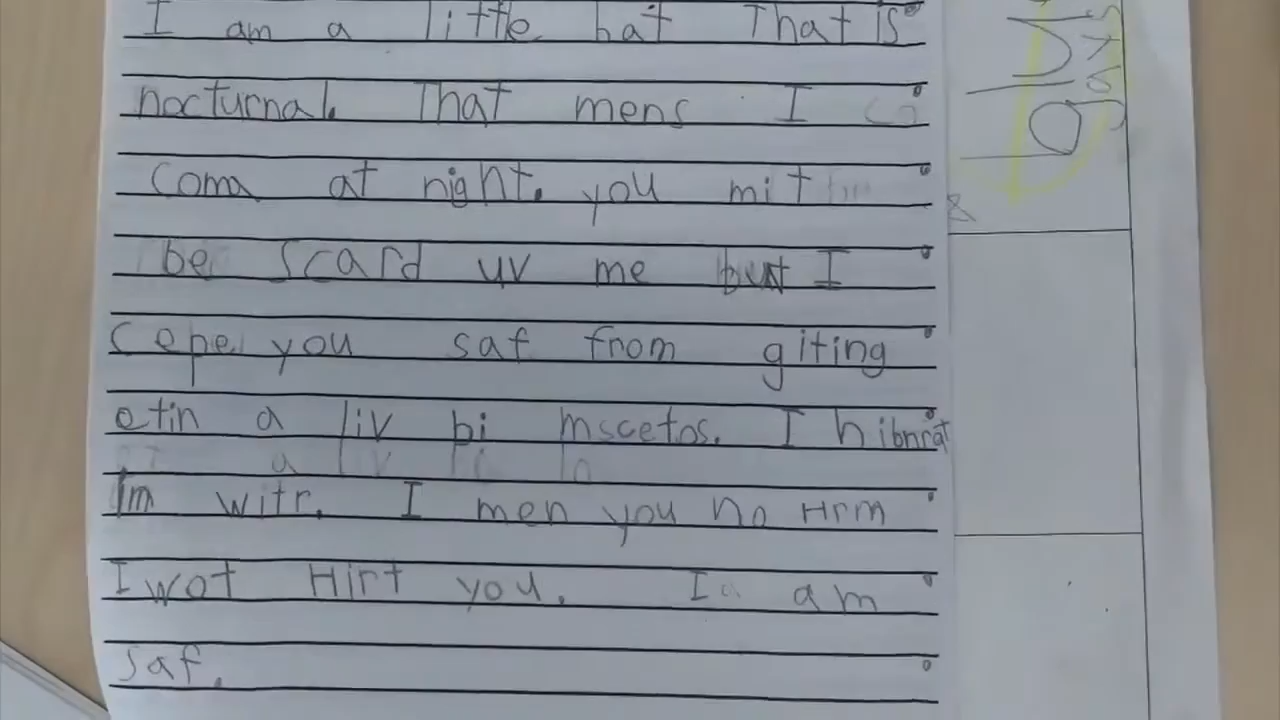 I am a little bat That is
nocturnal. That mens I
com at night. you mit
be scard uv me but I
cepe you saf from giting
etin a liv bi mscetos. I hibnrat
Im witr. I men you no Hrm
I wot Hirt you. I am
saf.